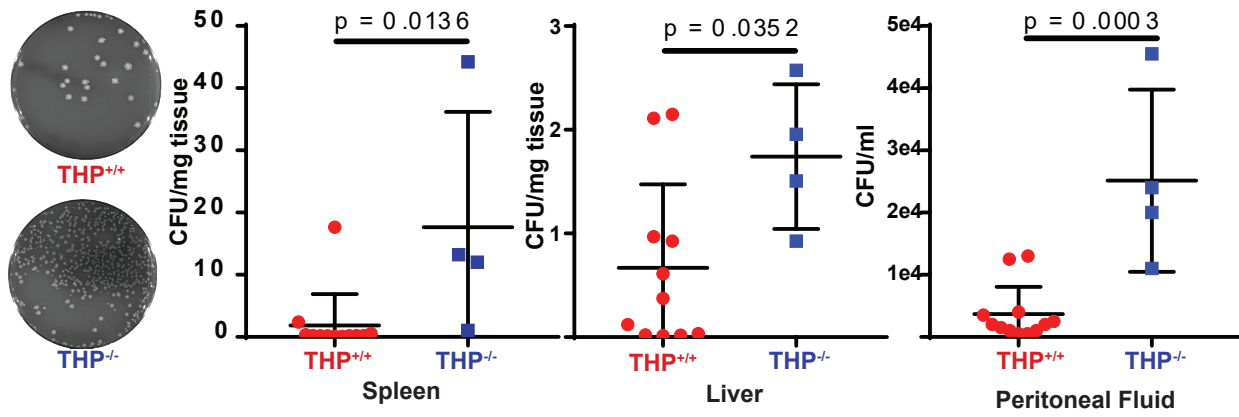 THP+/+
THP-/-
p = 0.0136
CFU/mg tissue
50
40
30
20
10
0
THP+/+
THP-/-
Spleen
p = 0.0352
CFU/mg tissue
3
2
1
0
THP+/+
THP-/-
Liver
p = 0.0003
CFU/ml
5e4
4e4
3e4
2e4
1e4
0
THP+/+
THP-/-
Peritoneal Fluid